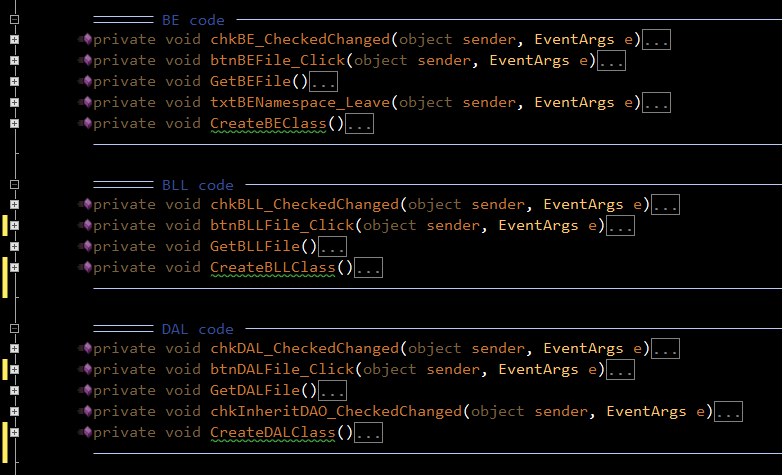 BE code
private void chkBE_CheckedChanged(object sender, EventArgs e)...
private void btnBEFile_Click(object sender, EventArgs e)...
private void GetBEFile()...
private void txtBENamespace_Leave(object sender, EventArgs e)...
private void CreateBEClass()...
BLL code
private void chkBLL_CheckedChanged(object sender, EventArgs e)...
private void btnBLLFile_Click(object sender, EventArgs e)...
private void GetBLLFile()...
private void CreateBLLClass()...
DAL code
private void chkDAL_CheckedChanged(object sender, EventArgs e)...
private void btnDALFile_Click(object sender, EventArgs e)...
private void GetDALFile()...
private void chkInheritDAO_CheckedChanged(object sender, EventArgs e)...
private void CreateDALClass()...